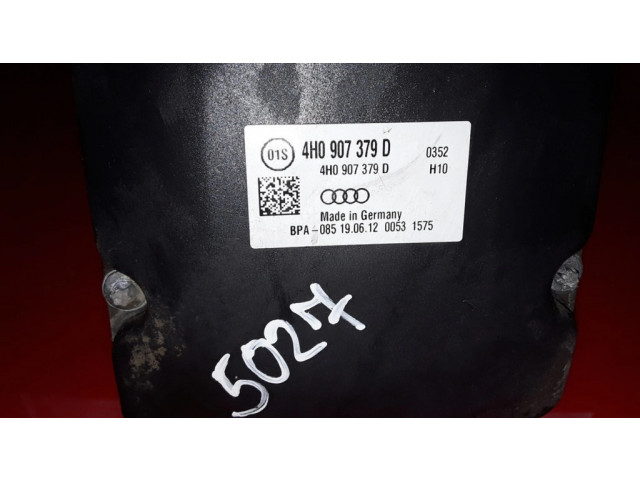 01S 4H0 907 379 D 0352
4H0 907 379 D H10
Made in Germany
BPA-085 19.06.12 0053 1575
5027